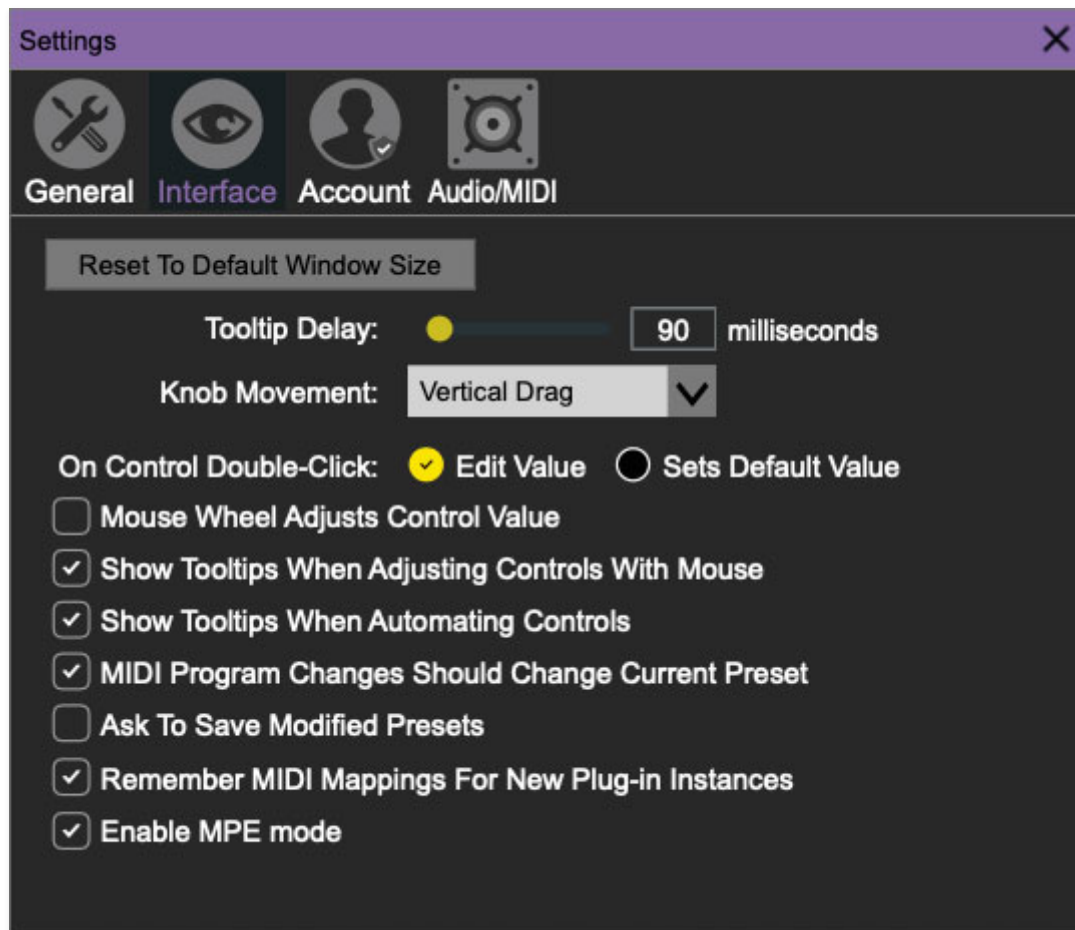 Settings
General Interface Account Audio/MIDI
Reset To Default Window Size
Tooltip Delay: 90 milliseconds
Knob Movement: Vertical Drag
On Control Double-Click: Edit Value Sets Default Value
Mouse Wheel Adjusts Control Value
Show Tooltips When Adjusting Controls With Mouse
Show Tooltips When Automating Controls
MIDI Program Changes Should Change Current Preset
Ask To Save Modified Presets
Remember MIDI Mappings For New Plug-in Instances
Enable MPE mode